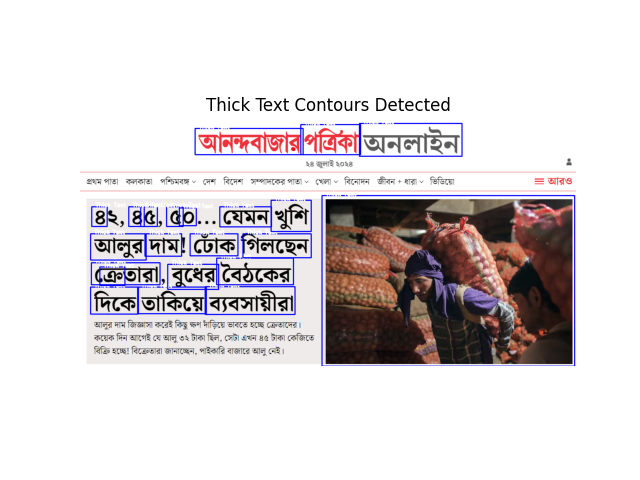 Thick Text Contours Detected
আনন্দবাজার পত্রিকা অনলাইন
২৪ জুলাই ২০২৪
প্রথম পাতা কলকাতা পশ্চিমবঙ্গ দেশ বিদেশ সম্পাদকের পাতা খেলা বিনোদন জীবন + ধারা ভিডিয়ো আরও
৪২, ৪৫, ৫০... যেমন খুশি
আলুর দাম! ঢোঁক গিলছেন
ক্রেতারা, বুধের বৈঠকের
দিকে তাকিয়ে ব্যবসায়ীরা
আলুর দাম জিজ্ঞাসা করেই কিছু ক্ষণ দাঁড়িয়ে ভাবতে হচ্ছে ক্রেতাদের।
কয়েক দিন আগেই যে আলু ৩২ টাকা ছিল, সেটা এখন ৪৫ টাকা কেজিতে
বিক্রি হচ্ছে! বিক্রেতারা জানাচ্ছেন, পাইকারি বাজারে আলু নেই।